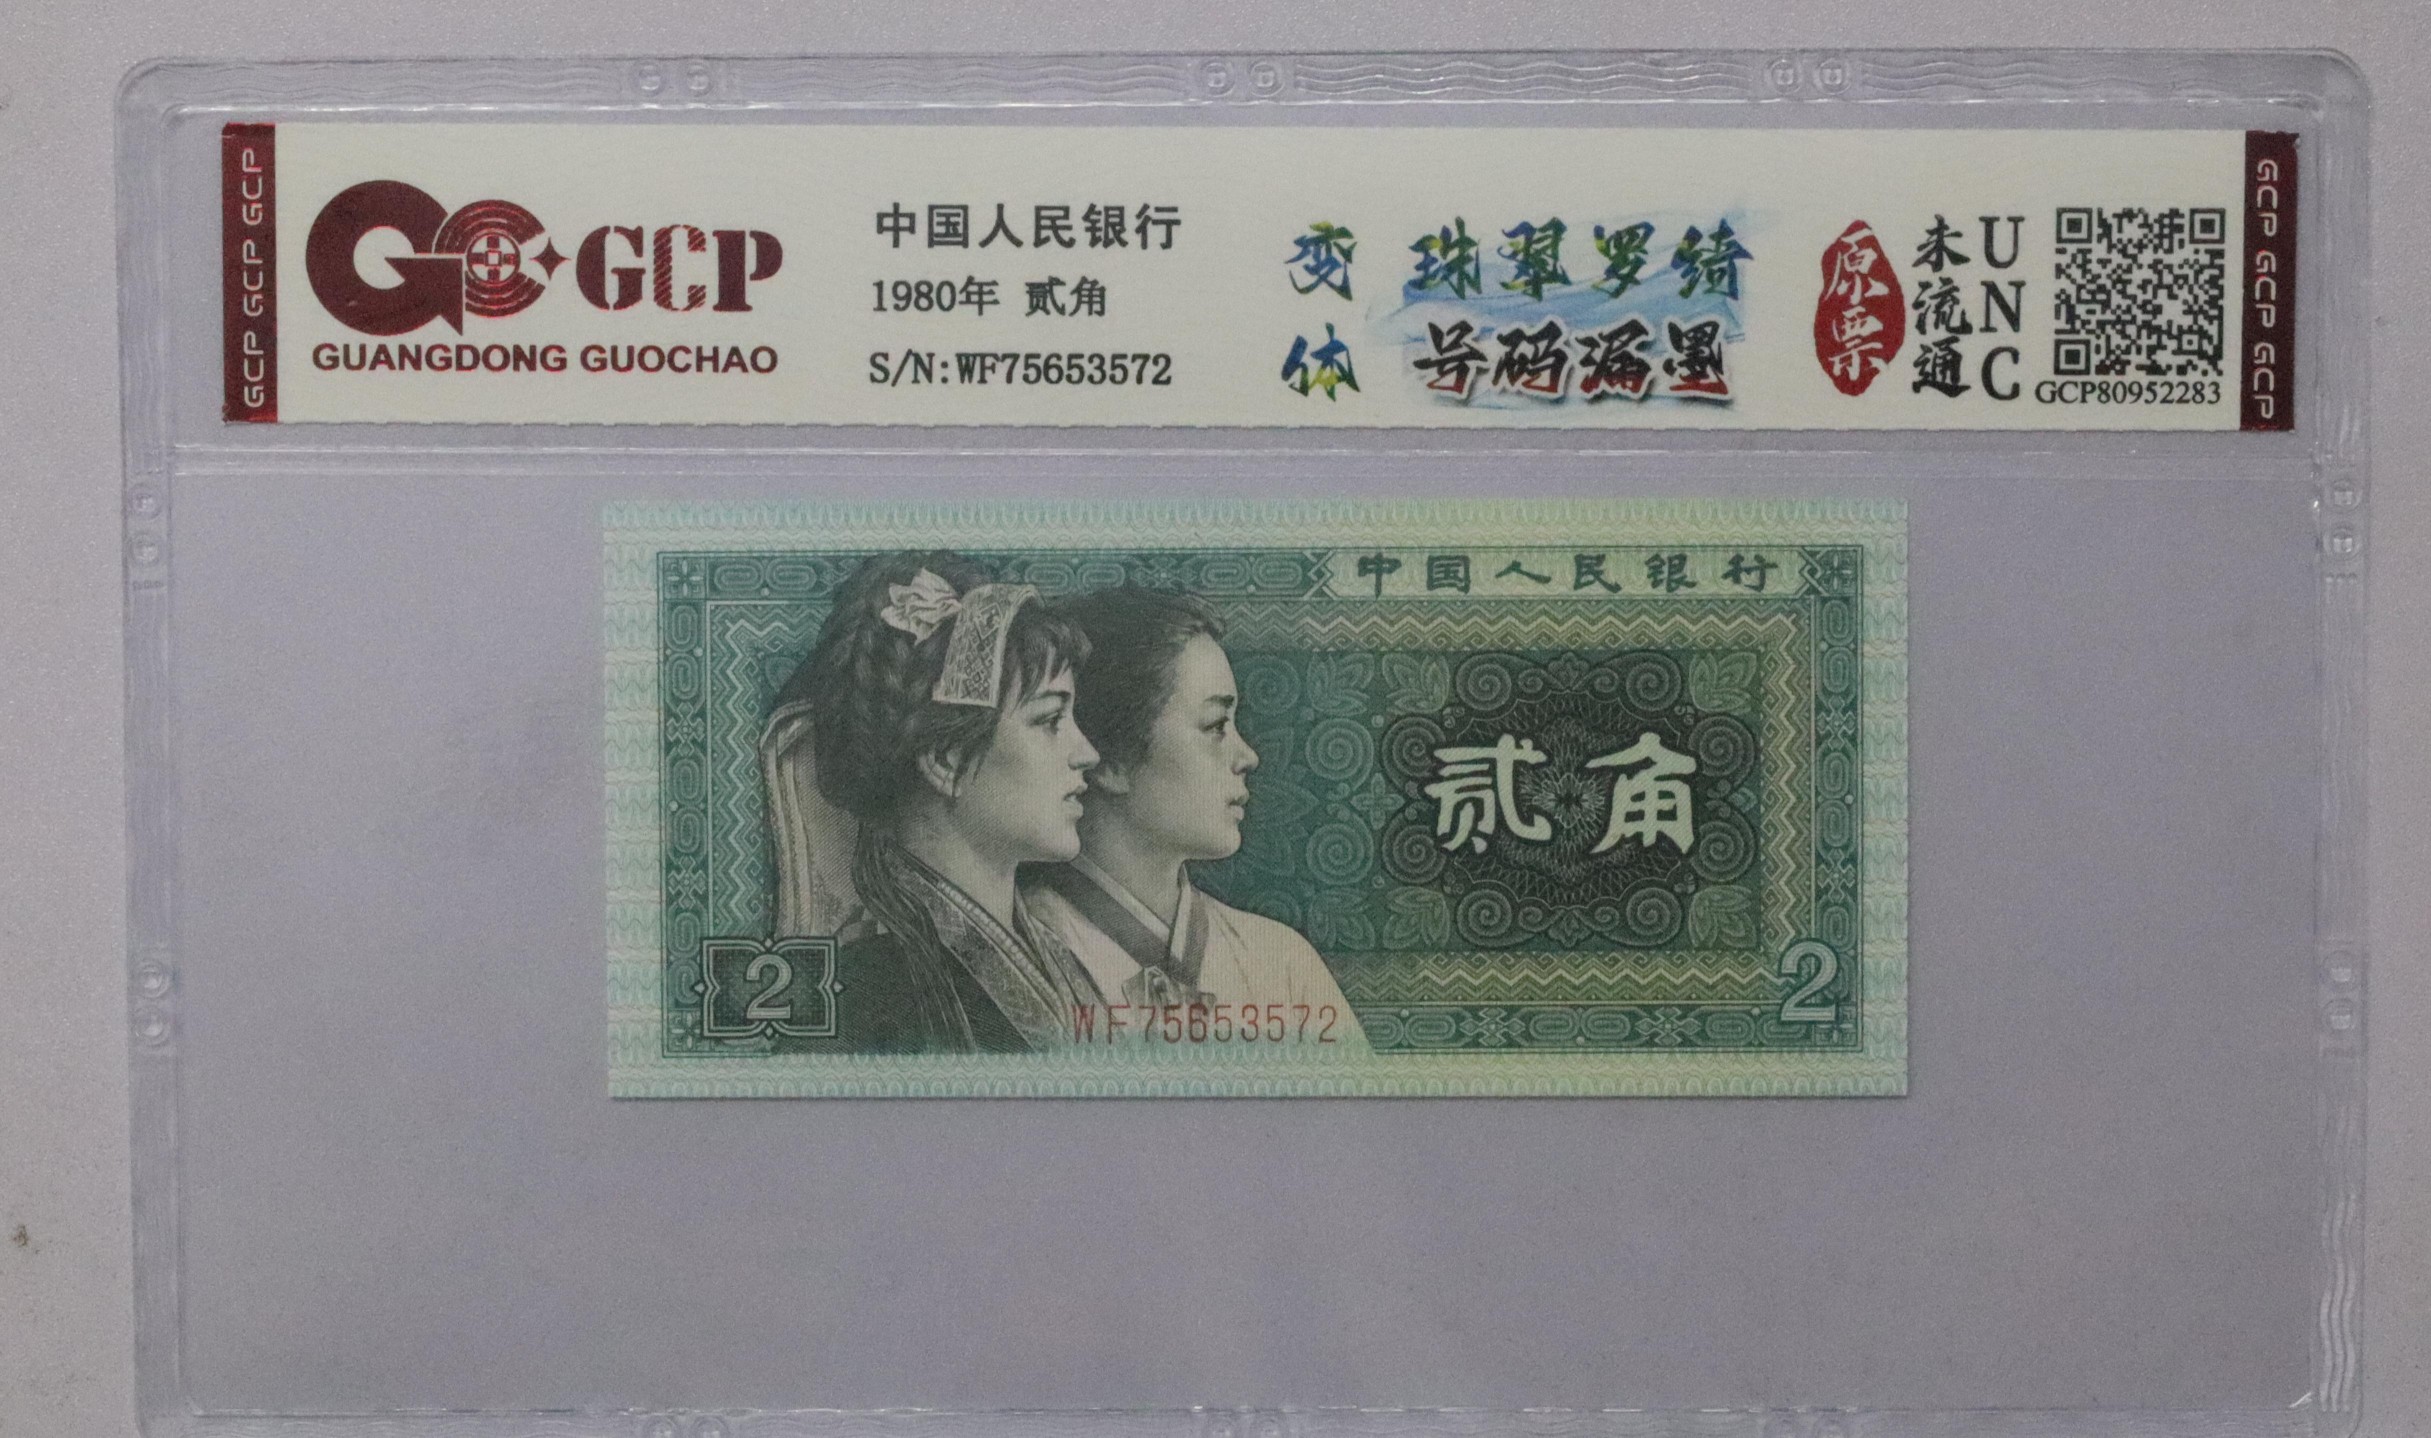 GCP GCP GCP
GCP
GUANGDONG GUOCHAO
中国人民银行
1980年 贰角
S/N:WF75653572
变体
珠翠罗绮
号码漏墨
原票
未流通
UNC
GCP80952283
GCP GCP GCP
中国人民银行
贰角
2
2
WF75653572